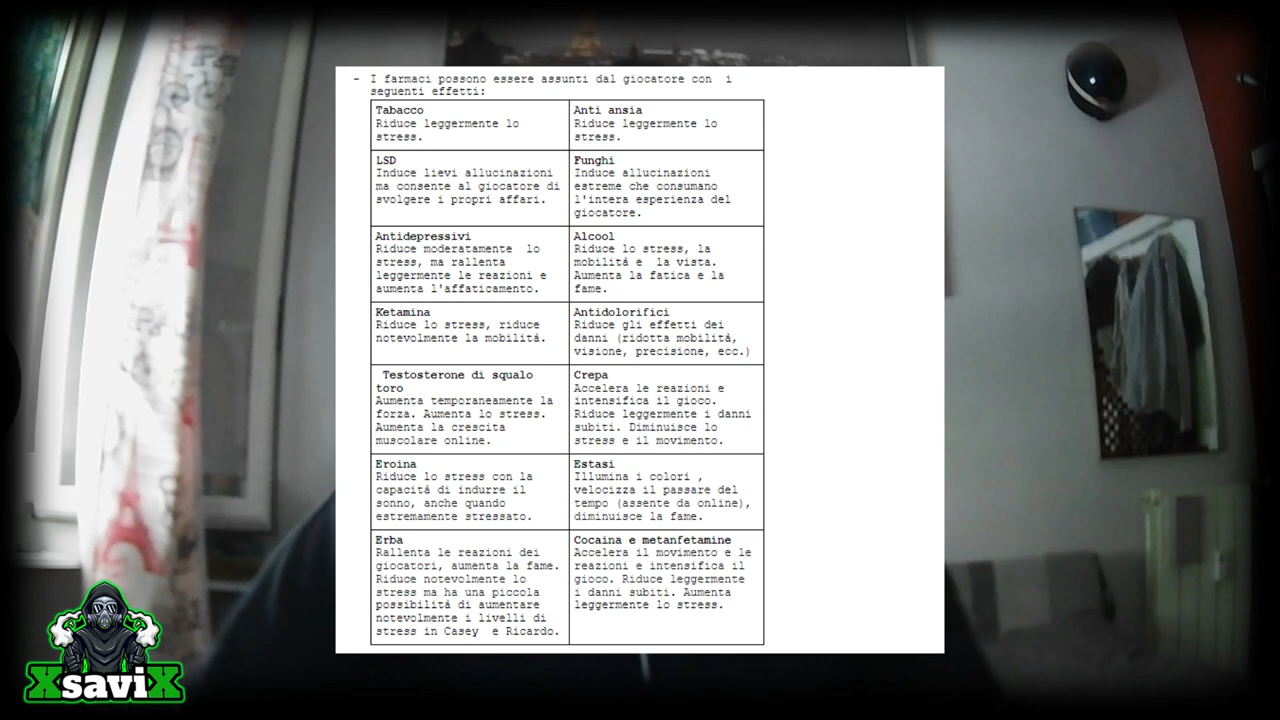 - I farmaci possono essere assunti dal giocatore con i
seguenti effetti:
Tabacco
Riduce leggermente lo
stress.
Anti ansia
Riduce leggermente lo
stress.
LSD
Induce lievi allucinazioni
ma consente al giocatore di
svolgere i propri affari.
Funghi
Induce allucinazioni
estreme che consumano
l'intera esperienza del
giocatore.
Antidepressivi
Riduce moderatamente lo
stress, ma rallenta
leggermente le reazioni e
aumenta l'affaticamento.
Alcool
Riduce lo stress, la
mobilità e la vista.
Aumenta la fatica e la
fame.
Ketamina
Riduce lo stress, riduce
notevolmente la mobilità.
Antidolorifici
Riduce gli effetti dei
danni (ridotta mobilità,
visione, precisione, ecc.)
Testosterone di squalo
toro
Aumenta temporaneamente la
forza. Aumenta lo stress.
Aumenta la crescita
muscolare online.
Crepa
Accelera le reazioni e
intensifica il gioco.
Riduce leggermente i danni
subiti. Diminuisce lo
stress e il movimento.
Eroina
Riduce lo stress con la
capacità di indurre il
sonno, anche quando
estremamente stressato.
Estasi
Illumina i colori ,
velocizza il passare del
tempo (assente da online),
diminuisce la fame.
Erba
Rallenta le reazioni dei
giocatori, aumenta la fame.
Riduce notevolmente lo
stress ma ha una piccola
possibilità di aumentare
notevolmente i livelli di
stress in Casey e Ricardo.
Cocaina e metanfetamine
Accelera il movimento e le
reazioni e intensifica il
gioco. Riduce leggermente
i danni subiti. Aumenta
leggermente lo stress.
XsaviX